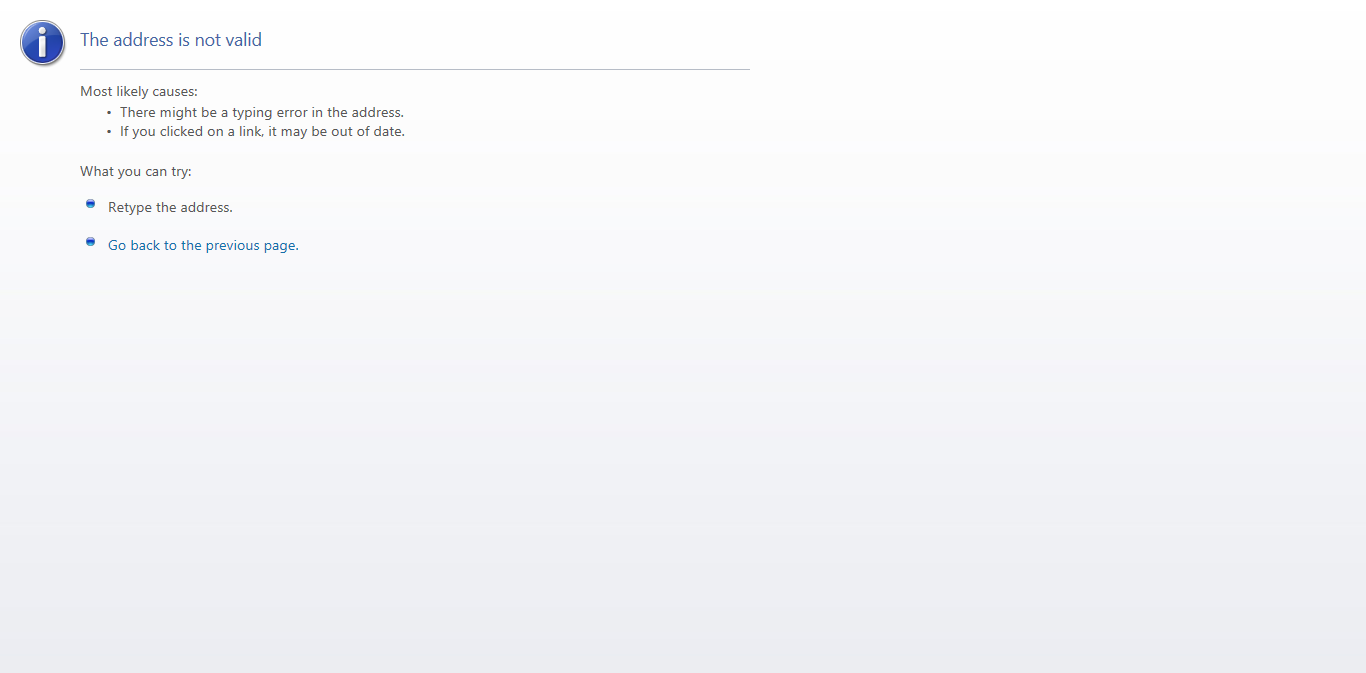 The address is not valid
Most likely causes:
• There might be a typing error in the address.
• If you clicked on a link, it may be out of date.
What you can try:
Retype the address.
Go back to the previous page.